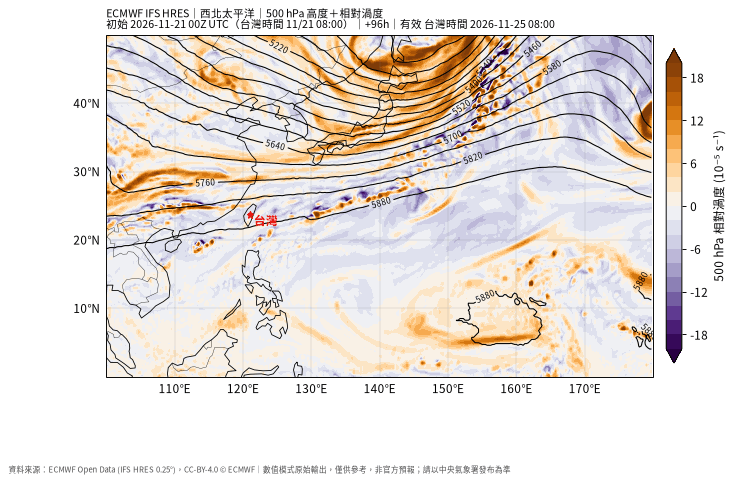 ECMWF IFS HRES｜西北太平洋｜500 hPa 高度＋相對渦度
初始 2026-11-21 00Z UTC（台灣時間 11/21 08:00）｜+96h｜有效 台灣時間 2026-11-25 08:00
5220
5460
5580
5520
5640
5700
5820
5760
5880
5880
5880
台灣
40°N
30°N
20°N
10°N
110°E
120°E
130°E
140°E
150°E
160°E
170°E
18
12
6
0
-6
-12
-18
500 hPa 相對渦度 (10⁻⁵ s⁻¹)
資料來源：ECMWF Open Data (IFS HRES 0.25°)，CC-BY-4.0 © ECMWF｜數值模式原始輸出，僅供參考，非官方預報；請以中央氣象署發布為準